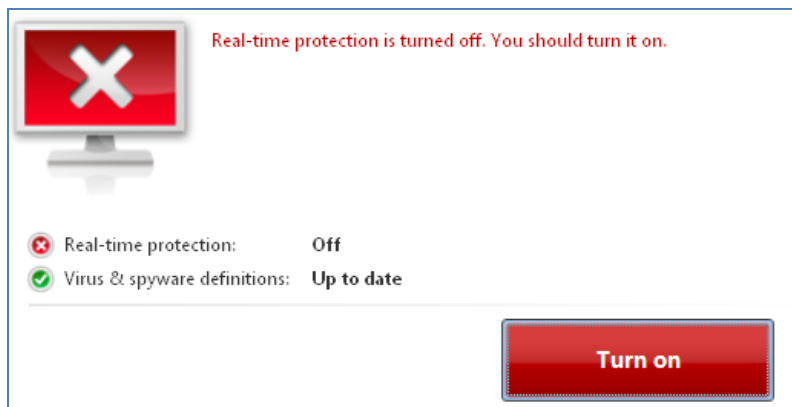 Real-time protection is turned off. You should turn it on.
Real-time protection: Off
Virus & spyware definitions: Up to date
Turn on